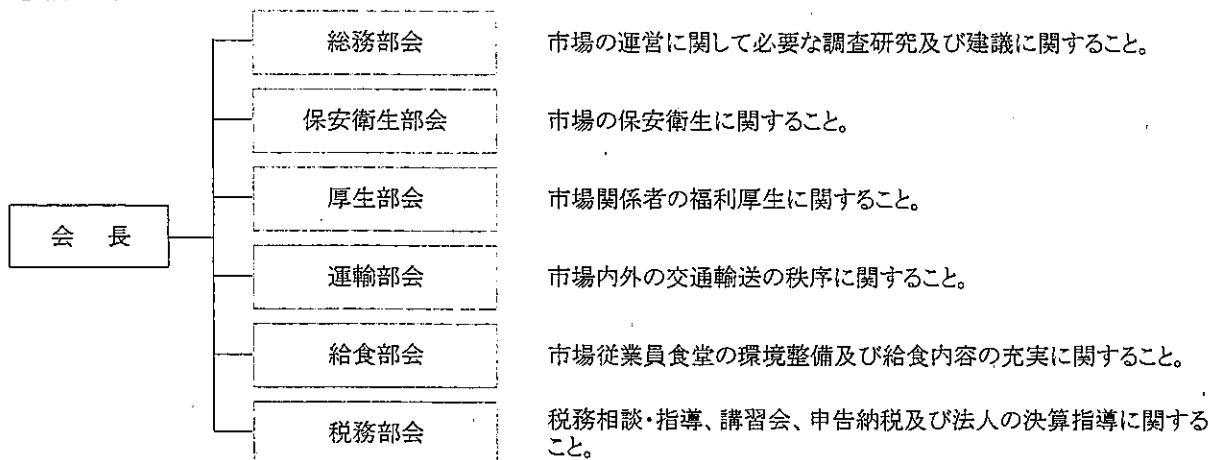 総務部会 市場の運営に関して必要な調査研究及び建議に関すること。
保安衛生部会 市場の保安衛生に関すること。
厚生部会 市場関係者の福利厚生に関すること。
会 長
運輸部会 市場内外の交通輸送の秩序に関すること。
給食部会 市場従業員食堂の環境整備及び給食内容の充実に関すること。
税務部会 税務相談・指導、講習会、申告納税及び法人の決算指導に関する
こと。